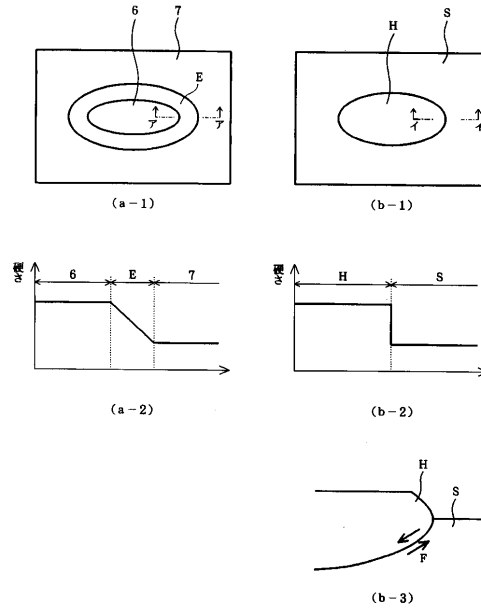 6 7 H S
E
ア ア イ イ
(a-1) (b-1)
6 E 7 H S
(a-2) (b-2)
H
S
F
(b-3)